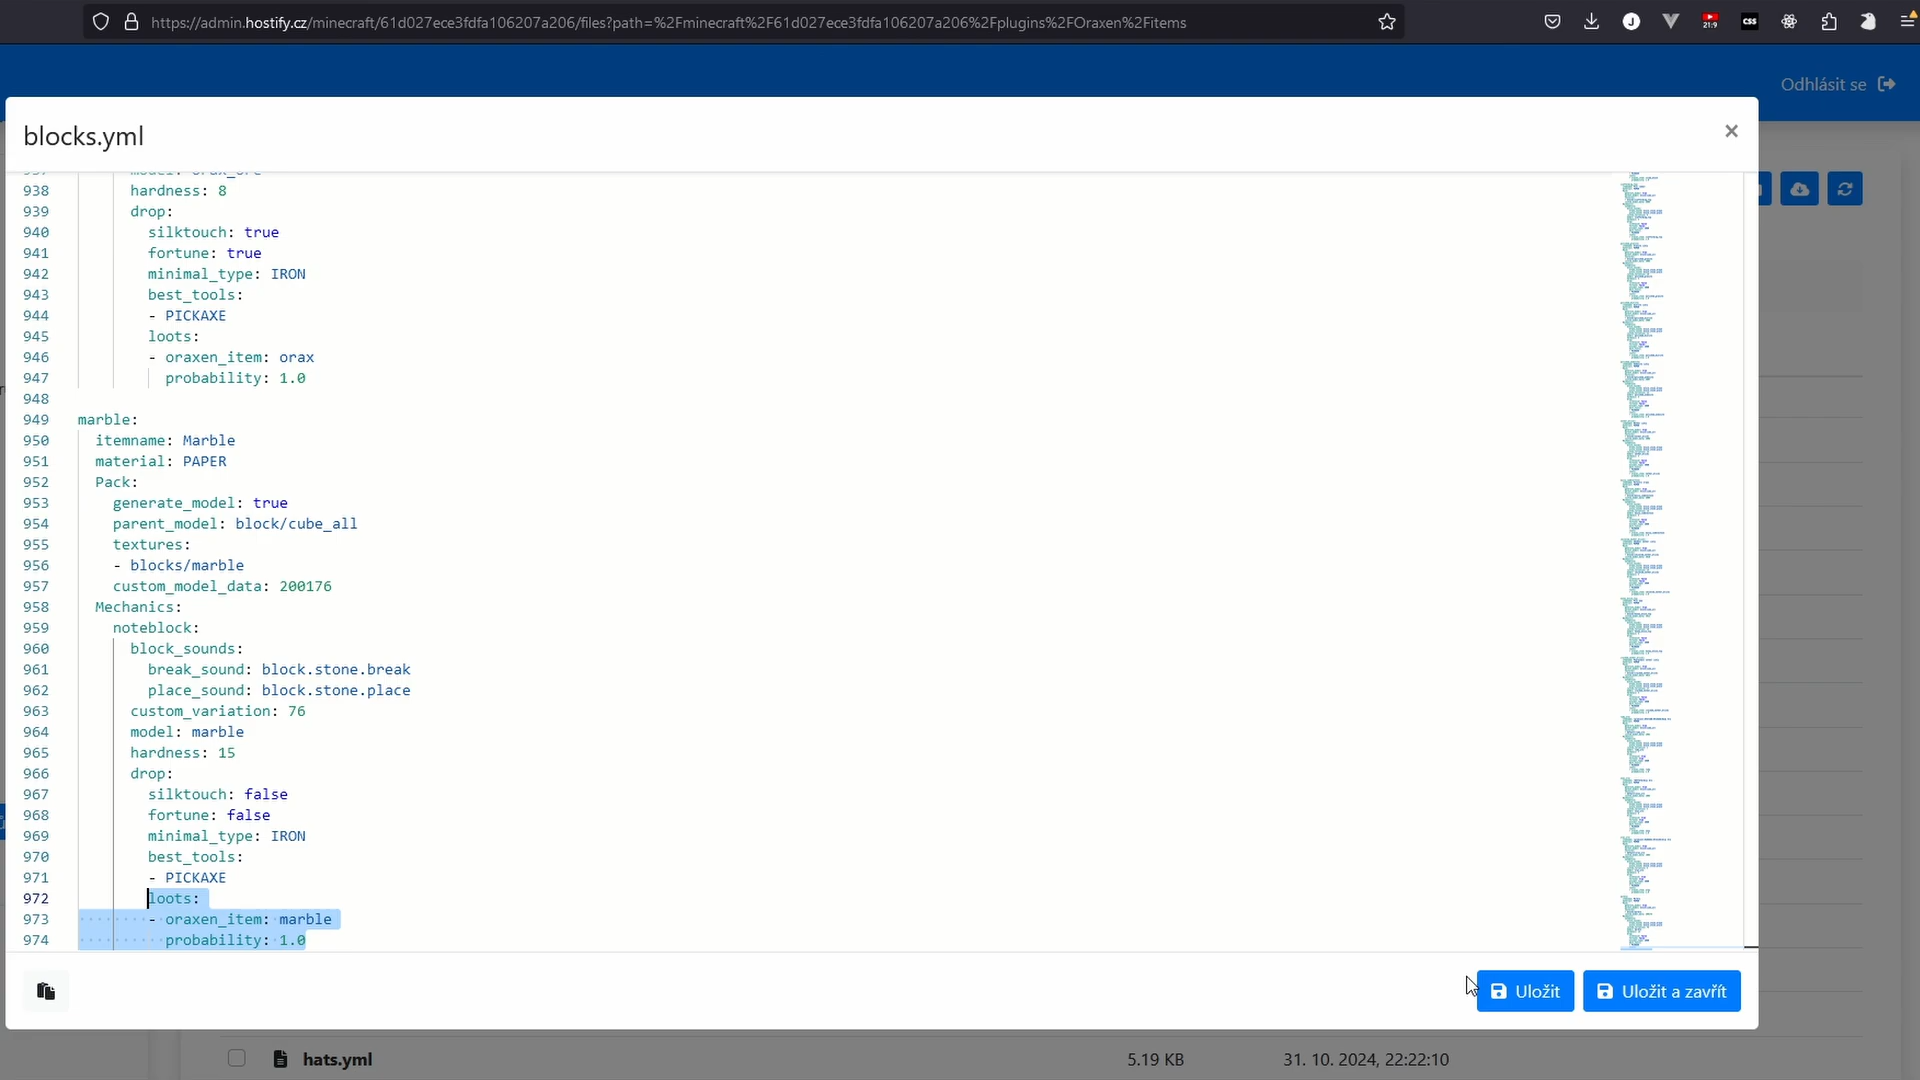 https://admin.hostify.cz/minecraft/61d027ece3fdfa106207a206/files?path=%2Fminecraft%2F61d027ece3fdfa106207a206%2Fplugins%2FOraxen%2Fitems
J
21:9
CSS
Odhlásit se
blocks.yml
×
937 model: orax_ore
938 hardness: 8
939 drop:
940 silktouch: true
941 fortune: true
942 minimal_type: IRON
943 best_tools:
944 - PICKAXE
945 loots:
946 - oraxen_item: orax
947 probability: 1.0
948
949 marble:
950 itemname: Marble
951 material: PAPER
952 Pack:
953 generate_model: true
954 parent_model: block/cube_all
955 textures:
956 - blocks/marble
957 custom_model_data: 200176
958 Mechanics:
959 noteblock:
960 block_sounds:
961 break_sound: block.stone.break
962 place_sound: block.stone.place
963 custom_variation: 76
964 model: marble
965 hardness: 15
966 drop:
967 silktouch: false
968 fortune: false
969 minimal_type: IRON
970 best_tools:
971 - PICKAXE
972 loots:
973 - oraxen_item: marble
974 probability: 1.0
Uložit
Uložit a zavřít
hats.yml 5.19 KB 31. 10. 2024, 22:22:10